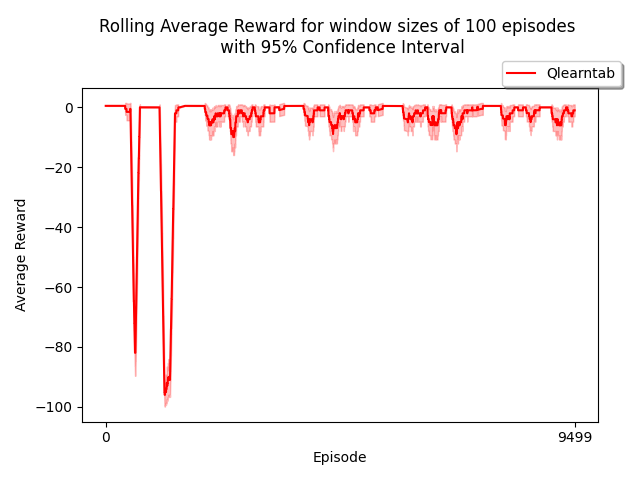 Rolling Average Reward for window sizes of 100 episodes
with 95% Confidence Interval
Qlearntab
0
−20
−40
−60
−80
−100
Average Reward
0
9499
Episode